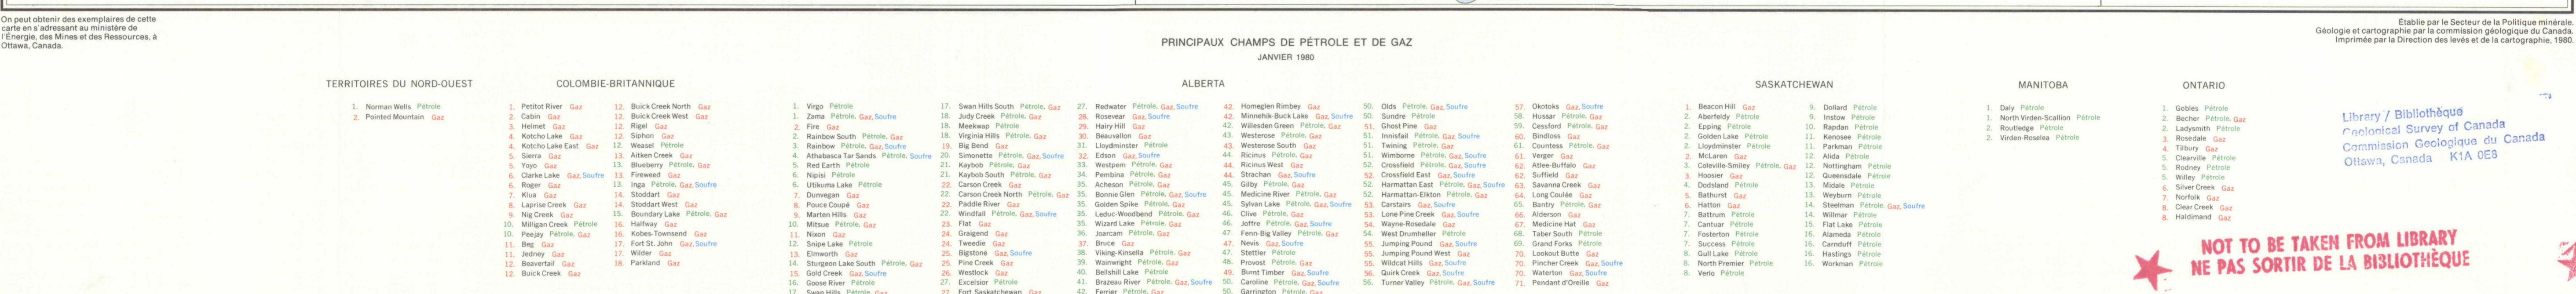 On peut obtenir des exemplaires de cette
carte en s'adressant au ministère de
l'Énergie, des Mines et des Ressources, à
Ottawa, Canada.
Établie par le Secteur de la Politique minérale.
Géologie et cartographie par la commission géologique du Canada.
Imprimée par la Direction des levés et de la cartographie, 1980.
PRINCIPAUX CHAMPS DE PÉTROLE ET DE GAZ
JANVIER 1980
TERRITOIRES DU NORD-OUEST
1. Norman Wells Pétrole
2. Pointed Mountain Gaz
COLOMBIE-BRITANNIQUE
1. Petitot River Gaz
2. Cabin Gaz
3. Helmet Gaz
4. Kotcho Lake Gaz
4. Kotcho Lake East Gaz
5. Sierra Gaz
5. Yoyo Gaz
6. Clarke Lake Gaz, Soufre
6. Roger Gaz
7. Klua Gaz
8. Laprise Creek Gaz
9. Nig Creek Gaz
10. Milligan Creek Pétrole
10. Peejay Pétrole, Gaz
11. Beg Gaz
11. Jedney Gaz
12. Beavertail Gaz
12. Buick Creek Gaz
12. Buick Creek North Gaz
12. Buick Creek West Gaz
12. Rigel Gaz
12. Siphon Gaz
12. Weasel Pétrole
13. Aitken Creek Gaz
13. Blueberry Pétrole, Gaz
13. Fireweed Gaz
13. Inga Pétrole, Gaz, Soufre
14. Stoddart Gaz
14. Stoddart West Gaz
15. Boundary Lake Pétrole, Gaz
16. Halfway Gaz
16. Kobes-Townsend Gaz
17. Fort St. John Gaz, Soufre
17. Wilder Gaz
18. Parkland Gaz
ALBERTA
1. Virgo Pétrole
1. Zama Pétrole, Gaz, Soufre
2. Fire Gaz
2. Rainbow South Pétrole, Gaz
3. Rainbow Pétrole, Gaz, Soufre
4. Athabasca Tar Sands Pétrole, Soufre
5. Red Earth Pétrole
6. Nipisi Pétrole
6. Utikuma Lake Pétrole
7. Dunvegan Gaz
8. Pouce Coupé Gaz
9. Marten Hills Gaz
10. Mitsue Pétrole, Gaz
11. Nixon Gaz
12. Snipe Lake Pétrole
13. Elmworth Gaz
14. Sturgeon Lake South Pétrole, Gaz
15. Gold Creek Gaz, Soufre
16. Goose River Pétrole
17. Swan Hills Pétrole, Gaz
17. Swan Hills South Pétrole, Gaz
18. Judy Creek Pétrole, Gaz
18. Meekwap Pétrole
18. Virginia Hills Pétrole, Gaz
19. Big Bend Gaz
20. Simonette Pétrole, Gaz, Soufre
21. Kaybob Pétrole, Gaz
21. Kaybob South Pétrole, Gaz
22. Carson Creek Gaz
22. Carson Creek North Pétrole, Gaz
22. Paddle River Gaz
22. Windfall Pétrole, Gaz, Soufre
23. Flat Gaz
24. Graigend Gaz
24. Tweedie Gaz
25. Bigstone Gaz, Soufre
25. Pine Creek Gaz
26. Westlock Gaz
27. Excelsior Pétrole
27. Fort Saskatchewan Gaz
27. Redwater Pétrole, Gaz, Soufre
28. Rosevear Gaz, Soufre
29. Hairy Hill Gaz
30. Beauvallon Gaz
31. Lloydminster Pétrole
32. Edson Gaz, Soufre
33. Westpem Pétrole, Gaz
34. Pembina Pétrole, Gaz
35. Acheson Pétrole, Gaz
35. Bonnie Glen Pétrole, Gaz, Soufre
35. Golden Spike Pétrole, Gaz
35. Leduc-Woodbend Pétrole, Gaz
35. Wizard Lake Pétrole, Gaz
36. Joarcam Pétrole, Gaz
37. Bruce Gaz
38. Viking-Kinsella Pétrole, Gaz
39. Wainwright Pétrole, Gaz
40. Bellshill Lake Pétrole
41. Brazeau River Pétrole, Gaz, Soufre
42. Ferrier Pétrole, Gaz
42. Homeglen Rimbey Gaz
42. Minnehik-Buck Lake Gaz, Soufre
42. Willesden Green Pétrole, Gaz
43. Westerose Pétrole, Gaz
43. Westerose South Gaz
44. Ricinus Pétrole, Gaz
44. Ricinus West Gaz
44. Strachan Gaz, Soufre
45. Gilby Pétrole, Gaz
45. Medicine River Pétrole, Gaz
45. Sylvan Lake Pétrole, Gaz, Soufre
46. Clive Pétrole, Gaz
46. Joffre Pétrole, Gaz, Soufre
47 Fenn-Big Valley Pétrole, Gaz
47. Nevis Gaz, Soufre
47. Stettler Pétrole
48. Provost Pétrole, Gaz
49. Burnt Timber Gaz, Soufre
50. Caroline Pétrole, Gaz, Soufre
50. Garrington Pétrole, Gaz
50. Olds Pétrole, Gaz, Soufre
50. Sundre Pétrole
51. Ghost Pine Gaz
51. Innisfail Pétrole, Gaz, Soufre
51. Twining Pétrole, Gaz
51. Wimborne Pétrole, Gaz, Soufre
52. Crossfield Pétrole, Gaz, Soufre
52. Crossfield East Gaz, Soufre
52. Harmattan East Pétrole, Gaz, Soufre
52. Harmattan-Elkton Pétrole, Gaz
53. Carstairs Gaz, Soufre
53. Lone Pine Creek Gaz, Soufre
54. Wayne-Rosedale Gaz
54. West Drumheller Pétrole
55. Jumping Pound Gaz, Soufre
55. Jumping Pound West Gaz
55. Wildcat Hills Gaz, Soufre
56. Quirk Creek Gaz, Soufre
56. Turner Valley Pétrole, Gaz, Soufre
57. Okotoks Gaz, Soufre
58. Hussar Pétrole, Gaz
59. Cessford Pétrole, Gaz
60. Bindloss Gaz
61. Countess Pétrole, Gaz
61. Verger Gaz
62. Atlee-Buffalo Gaz
62. Suffield Gaz
63. Savanna Creek Gaz
64. Long Coulée Gaz
65. Bantry Pétrole, Gaz
66. Alderson Gaz
67. Medicine Hat Gaz
68. Taber South Pétrole
69. Grand Forks Pétrole
70. Lookout Butte Gaz
70. Pincher Creek Gaz, Soufre
70. Waterton Gaz, Soufre
71. Pendant d'Oreille Gaz
SASKATCHEWAN
1. Beacon Hill Gaz
2. Aberfeldy Pétrole
2. Epping Pétrole
2. Golden Lake Pétrole
2. Lloydminster Pétrole
2. McLaren Gaz
3. Coleville-Smiley Pétrole, Gaz
3. Hoosier Gaz
4. Dodsland Pétrole
5. Bathurst Gaz
6. Hatton Gaz
7. Battrum Pétrole
7. Cantuar Pétrole
7. Fosterton Pétrole
7. Success Pétrole
8. Gull Lake Pétrole
8. North Premier Pétrole
8. Verlo Pétrole
9. Dollard Pétrole
9. Instow Pétrole
10. Rapdan Pétrole
11. Kenosee Pétrole
11. Parkman Pétrole
12. Alida Pétrole
12. Nottingham Pétrole
12. Queensdale Pétrole
13. Midale Pétrole
13. Weyburn Pétrole
14. Steelman Pétrole, Gaz, Soufre
14. Willmar Pétrole
15. Flat Lake Pétrole
16. Alameda Pétrole
16. Carnduff Pétrole
16. Hastings Pétrole
16. Workman Pétrole
MANITOBA
1. Daly Pétrole
1. North Virden-Scallion Pétrole
2. Routledge Pétrole
2. Virden-Roselea Pétrole
ONTARIO
1. Gobles Pétrole
2. Becher Pétrole, Gaz
2. Ladysmith Pétrole
3. Rosedale Gaz
4. Tilbury Gaz
5. Clearville Pétrole
5. Rodney Pétrole
5. Willey Pétrole
6. Silver Creek Gaz
7. Norfolk Gaz
8. Clear Creek Gaz
8. Haldimand Gaz
Library / Bibliothèque
Geological Survey of Canada
Commission Geologique du Canada
Ottawa, Canada K1A 0E8
NOT TO BE TAKEN FROM LIBRARY
NE PAS SORTIR DE LA BIBLIOTHÈQUE